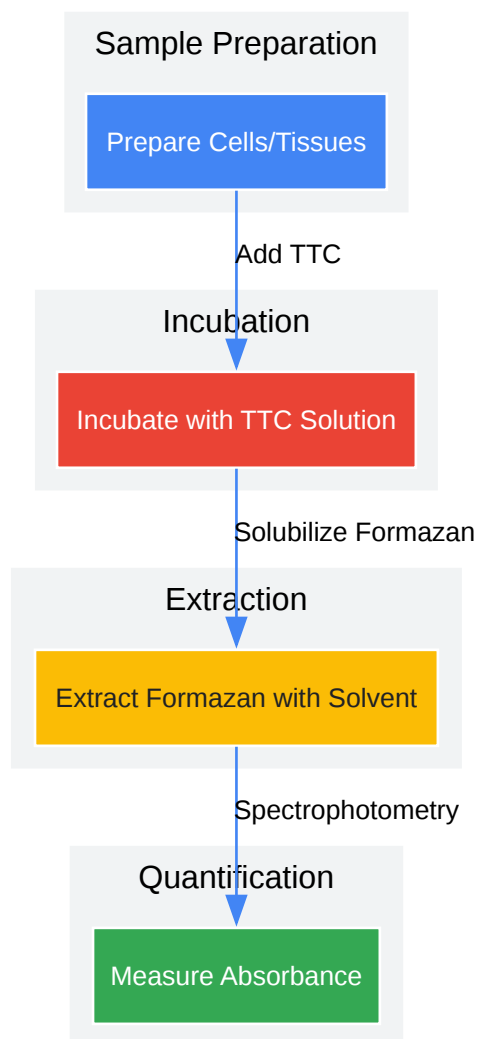 Sample Preparation
Prepare Cells/Tissues
Add TTC
Incubation
Incubate with TTC Solution
Solubilize Formazan
Extraction
Extract Formazan with Solvent
Spectrophotometry
Quantification
Measure Absorbance